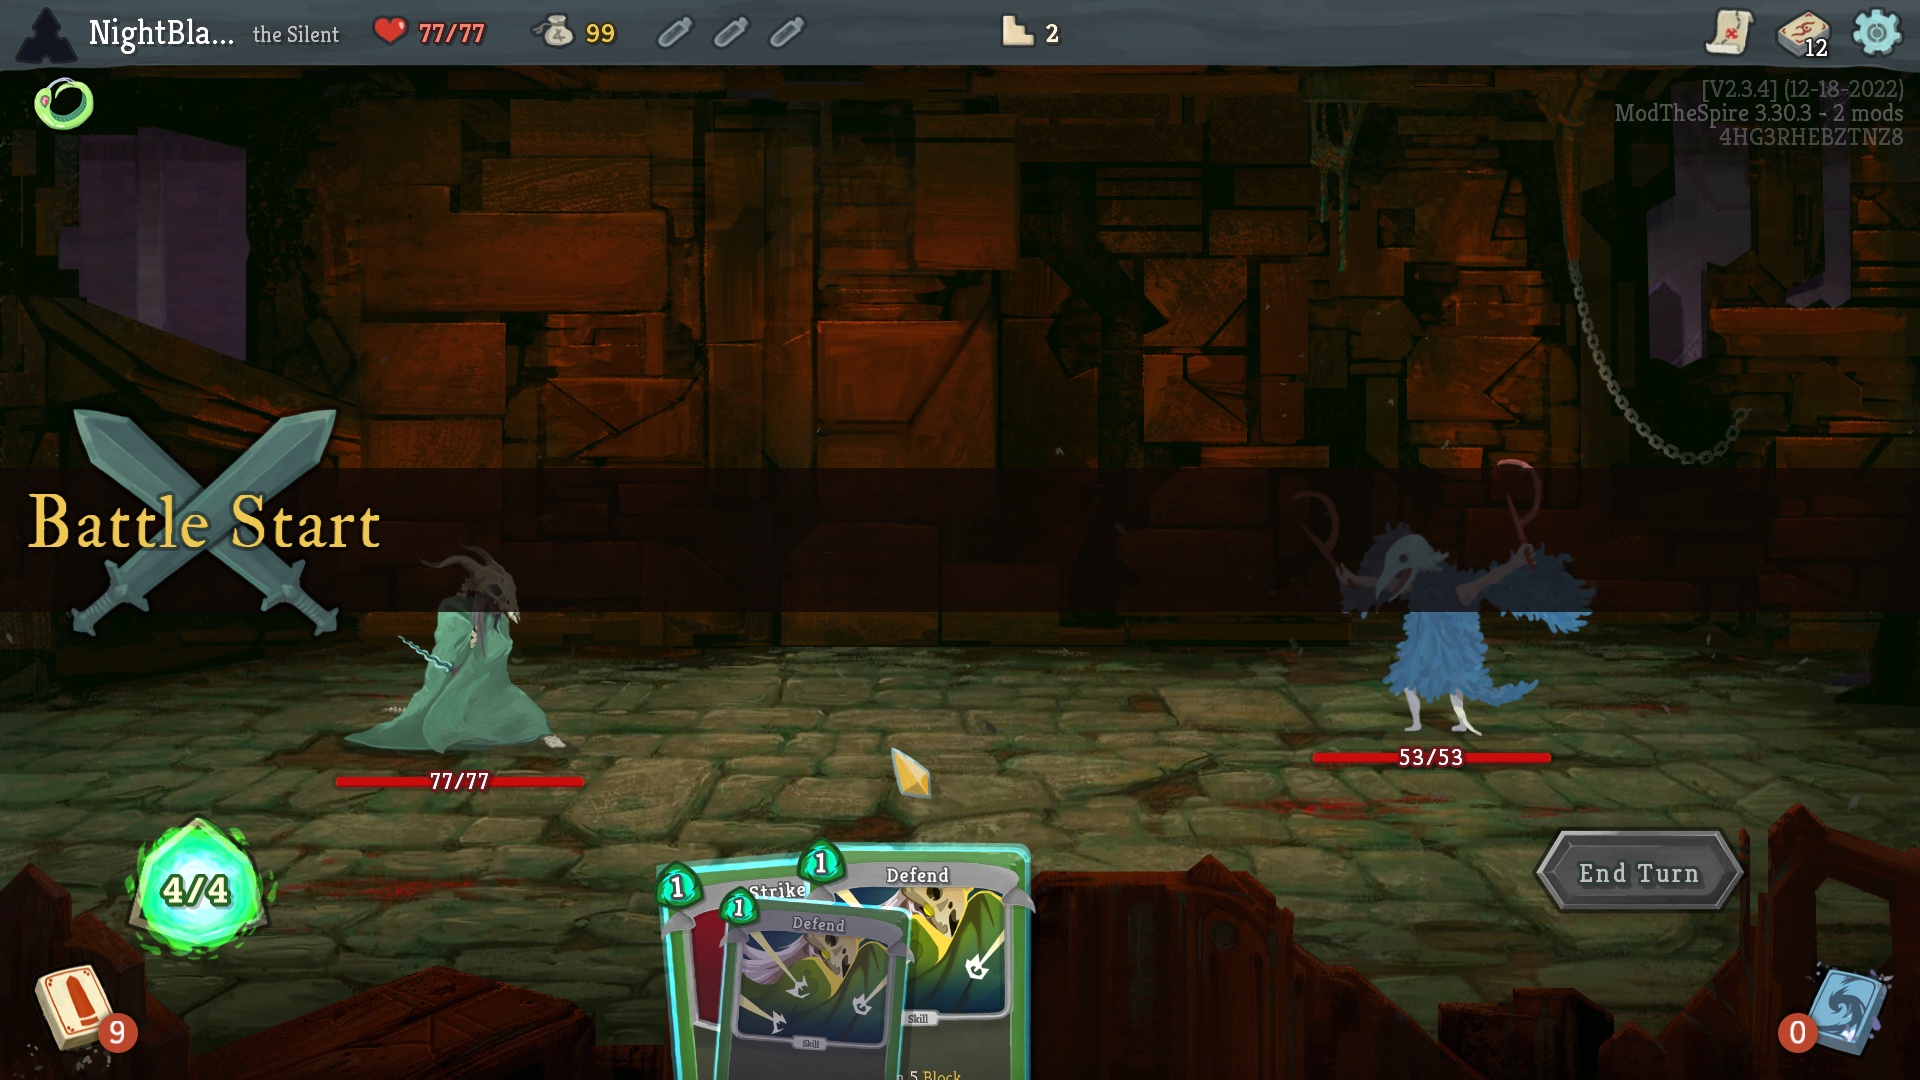 NightBla... the Silent 77/77 99 2 12
[V2.3.4] (12-18-2022)
ModTheSpire 3.30.3 - 2 mods
4HG3RHEBZTNZ8
Battle Start
53/53
77/77
4/4
1 Strike
1 Defend
Skill
5 Block
1 Defend
Skill
End Turn
9
0